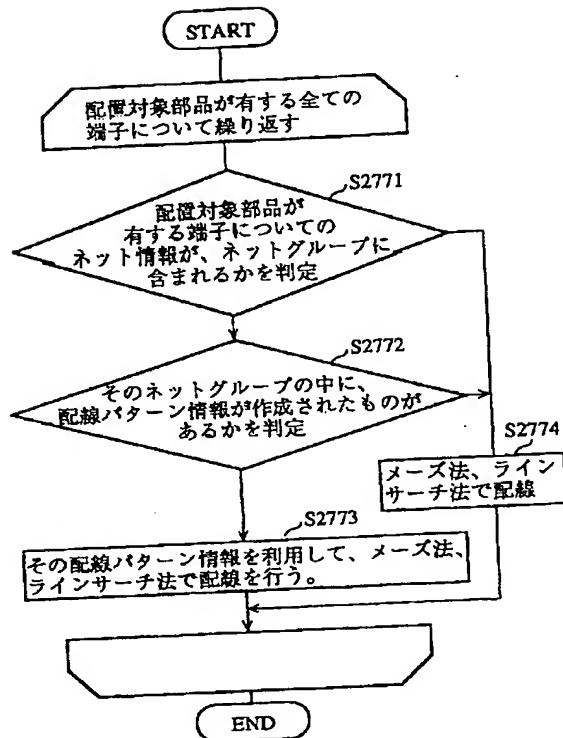 START
配置対象部品が有する全ての
端子について繰り返す
S2771
配置対象部品が
有する端子についての
ネット情報が、ネットグループに
含まれるかを判定
S2772
そのネットグループの中に、
配線パターン情報が作成されたものが
あるかを判定
S2774
メーズ法、ライン
サーチ法で配線
S2773
その配線パターン情報を利用して、メーズ法、
ラインサーチ法で配線を行う。
END